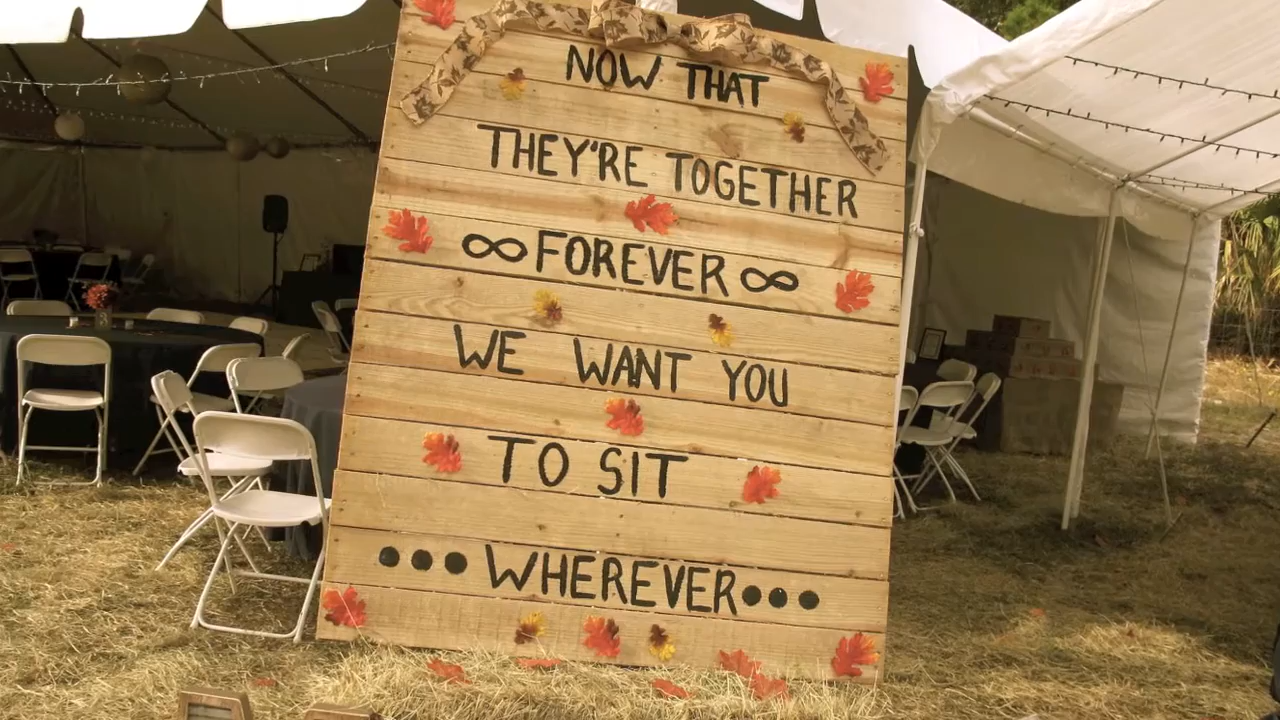 NOW THAT
THEY'RE TOGETHER
∞ FOREVER ∞
WE WANT YOU
TO SIT
●●● WHEREVER ●●●